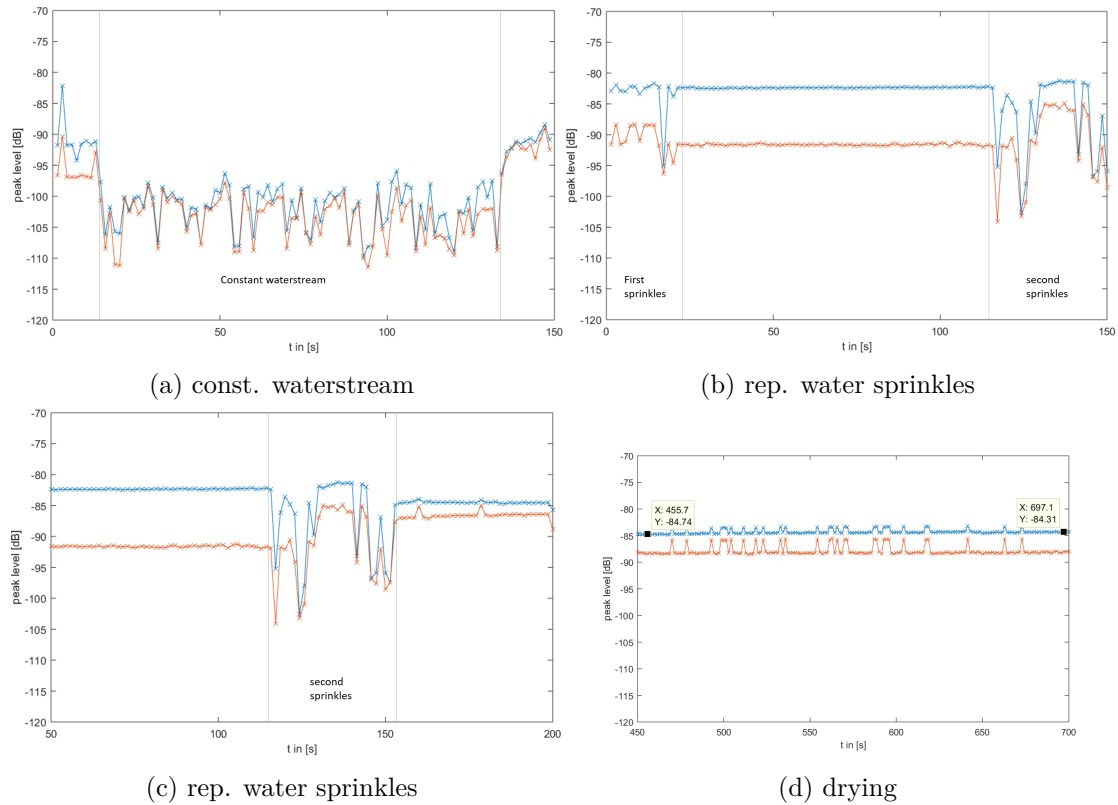 -70
-75
-80
-85
-90
-95
-100
-105
-110
-115
-120
peak level [dB]
Constant waterstream
0
50
100
150
t in [s]
(a) const. waterstream
-70
-75
-80
-85
-90
-95
-100
-105
-110
-115
-120
peak level [dB]
First
sprinkles
second
sprinkles
0
50
100
150
t in [s]
(b) rep. water sprinkles
-70
-75
-80
-85
-90
-95
-100
-105
-110
-115
-120
peak level [dB]
second
sprinkles
50
100
150
200
t in [s]
(c) rep. water sprinkles
-70
-75
-80
-85
-90
-95
-100
-105
-110
-115
-120
peak level [dB]
X: 455.7
Y: -84.74
X: 697.1
Y: -84.31
450
500
550
600
650
700
t in [s]
(d) drying